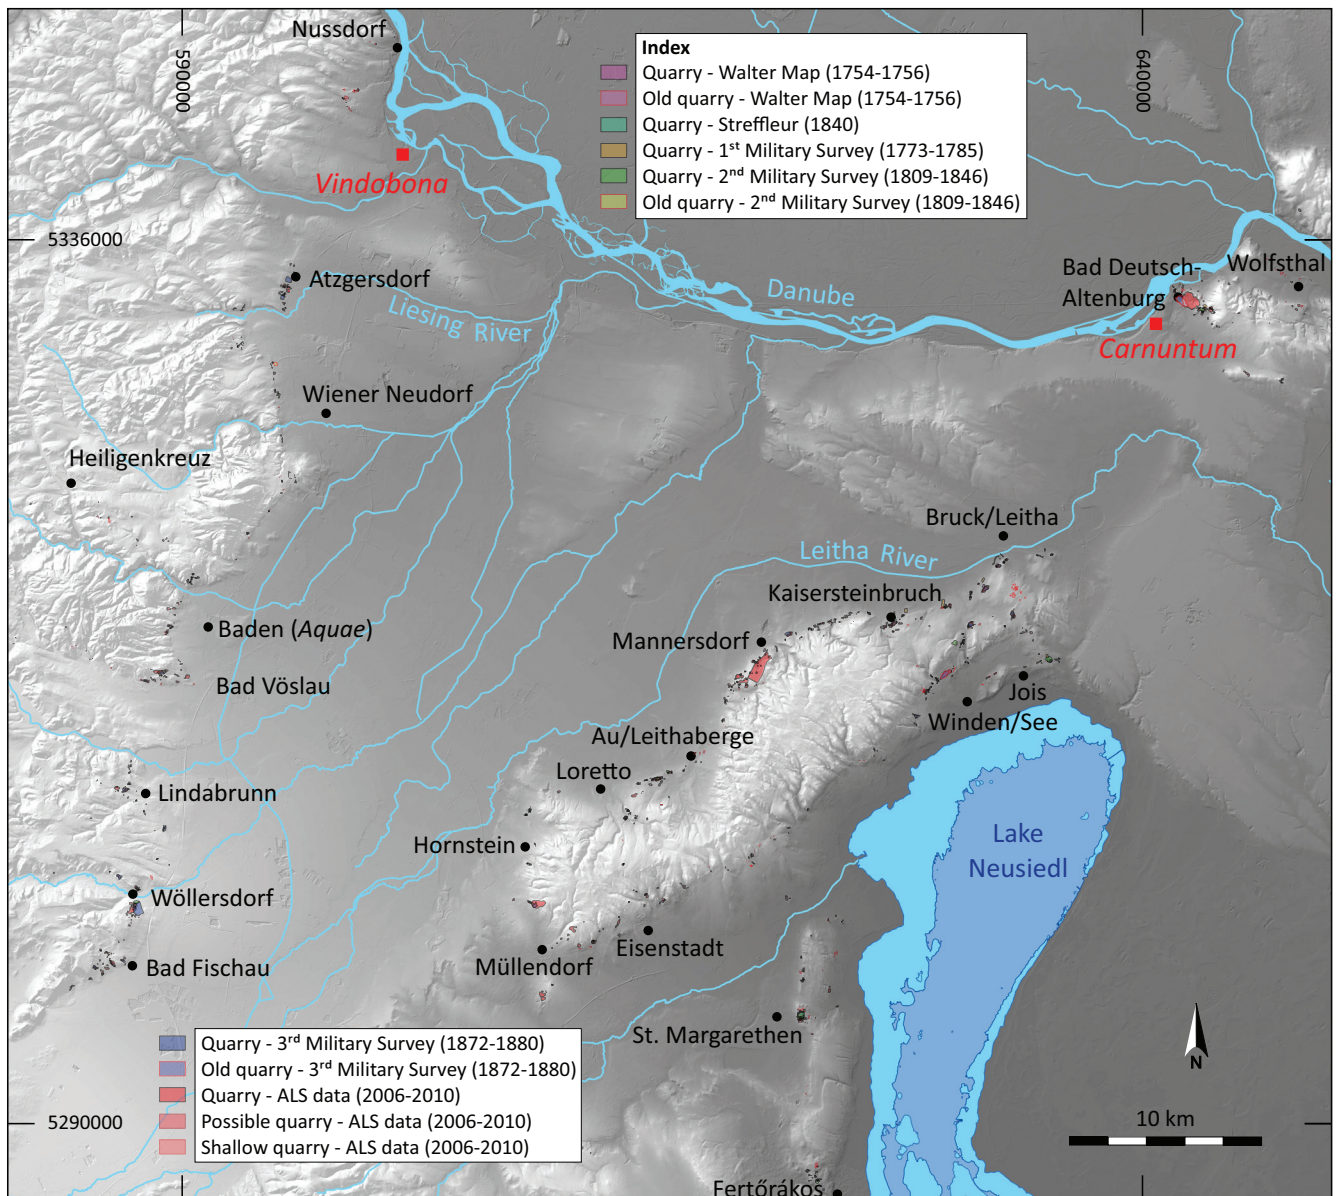 Nussdorf
590000
640000
Index
Quarry - Walter Map (1754-1756)
Old quarry - Walter Map (1754-1756)
Quarry - Streffleur (1840)
Quarry - 1st Military Survey (1773-1785)
Quarry - 2nd Military Survey (1809-1846)
Old quarry - 2nd Military Survey (1809-1846)
Vindobona
5336000
Atzgersdorf
Liesing River
Danube
Bad Deutsch-
Altenburg
Wolfsthal
Carnuntum
Wiener Neudorf
Heiligenkreuz
Bruck/Leitha
Leitha River
Kaisersteinbruch
Mannersdorf
Baden (Aquae)
Bad Vöslau
Jois
Winden/See
Au/Leithaberge
Loretto
Lindabrunn
Hornstein
Lake
Neusiedl
Wöllersdorf
Eisenstadt
Müllendorf
Bad Fischau
St. Margarethen
Quarry - 3rd Military Survey (1872-1880)
Old quarry - 3rd Military Survey (1872-1880)
Quarry - ALS data (2006-2010)
Possible quarry - ALS data (2006-2010)
Shallow quarry - ALS data (2006-2010)
5290000
N
10 km
Fertőrákos